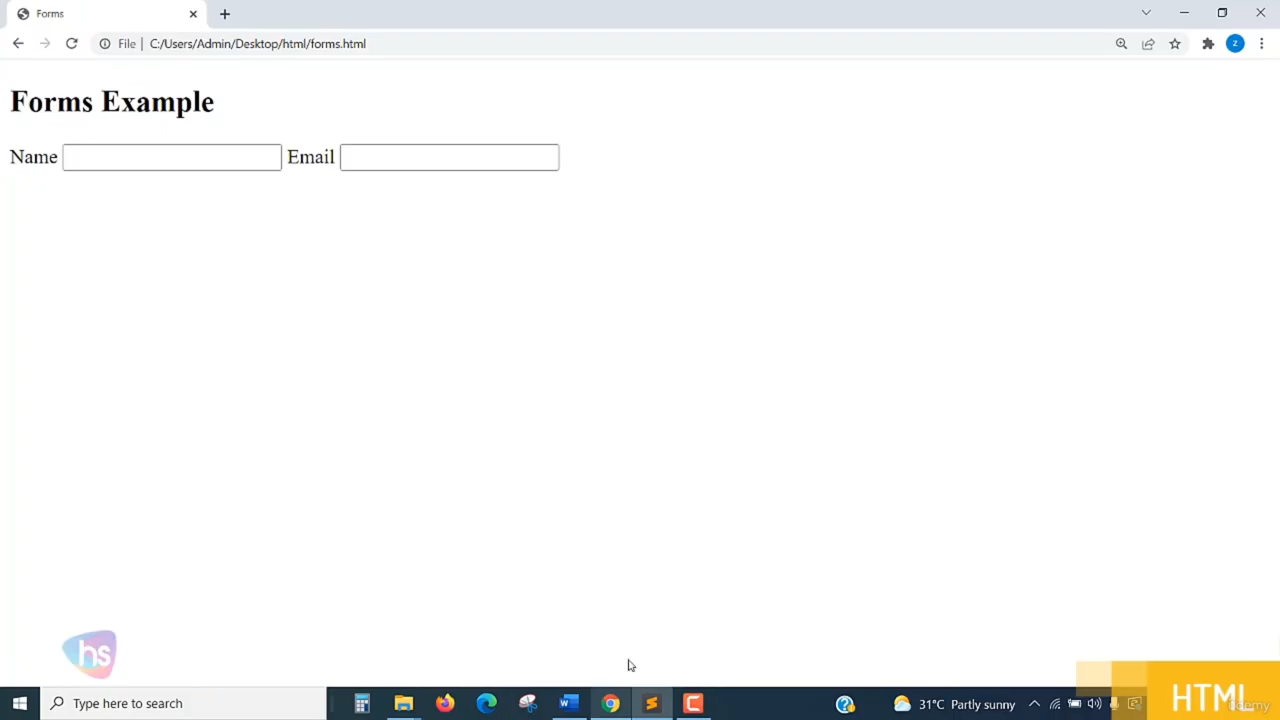 Forms
File | C:/Users/Admin/Desktop/html/forms.html
z
Forms Example
Name Email
hs
Type here to search
31°C Partly sunny
HTML
Udemy